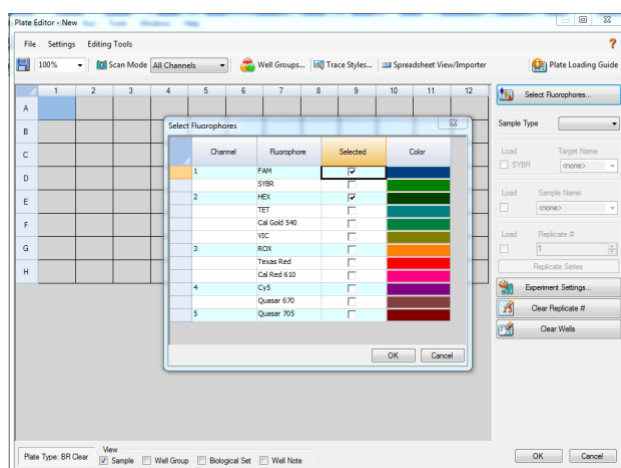 Plate Editor - New
File Settings Editing Tools ?
100% Scan Mode All Channels Well Groups... Trace Styles... Spreadsheet View/Importer Plate Loading Guide
1 2 3 4 5 6 7 8 9 10 11 12
A
B
C
D
E
F
G
H
Select Fluorophores
Channel Fluorophore Selected Color
1 FAM
SYBR
2 HEX
TET
Cal Gold 540
VIC
3 ROX
Texas Red
Cal Red 610
4 Cy5
Quasar 670
5 Quasar 705
OK Cancel
Select Fluorophores...
Sample Type
Load Target Name
SYBR <none>
Load Sample Name
<none>
Load Replicate #
1
Replicate Series
Experiment Settings...
Clear Replicate #
Clear Wells
Plate Type: BR Clear
View
Sample Well Group Biological Set Well Note
OK Cancel